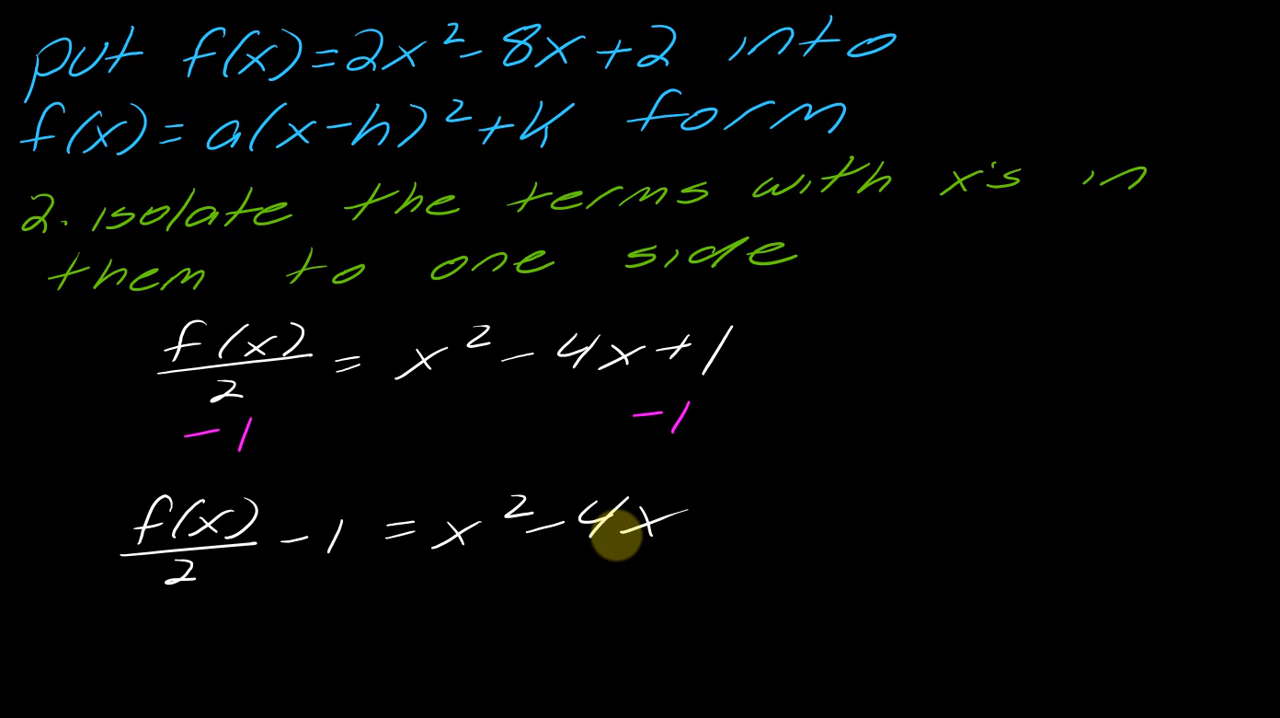 put f(x)=2x²-8x+2 into
f(x)=a(x-h)²+k form
2. isolate the terms with x's in
them to one side
f(x)/2 = x²-4x+1
-1 -1
f(x)/2 -1 = x²-4x